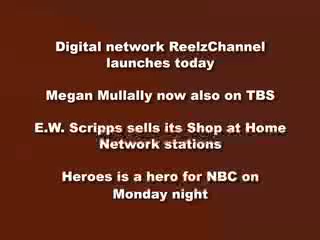 Digital network ReelzChannel
launches today
Megan Mullally now also on TBS
E.W. Scripps sells its Shop at Home
Network stations
Heroes is a hero for NBC on
Monday night